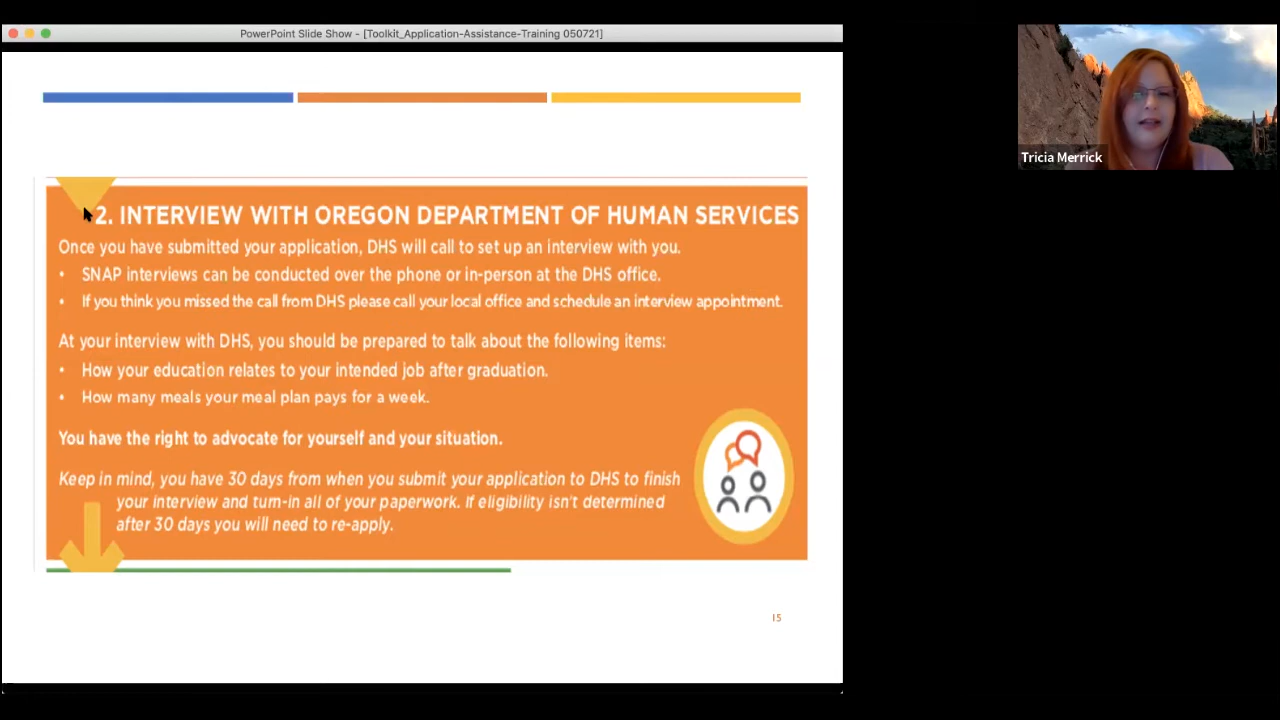 PowerPoint Slide Show - [Toolkit_Application-Assistance-Training 050721]
Tricia Merrick
2. INTERVIEW WITH OREGON DEPARTMENT OF HUMAN SERVICES
Once you have submitted your application, DHS will call to set up an interview with you.
• SNAP interviews can be conducted over the phone or in-person at the DHS office.
• If you think you missed the call from DHS please call your local office and schedule an interview appointment.
At your interview with DHS, you should be prepared to talk about the following items:
• How your education relates to your intended job after graduation.
• How many meals your meal plan pays for a week.
You have the right to advocate for yourself and your situation.
Keep in mind, you have 30 days from when you submit your application to DHS to finish
your interview and turn-in all of your paperwork. If eligibility isn't determined
after 30 days you will need to re-apply.
15